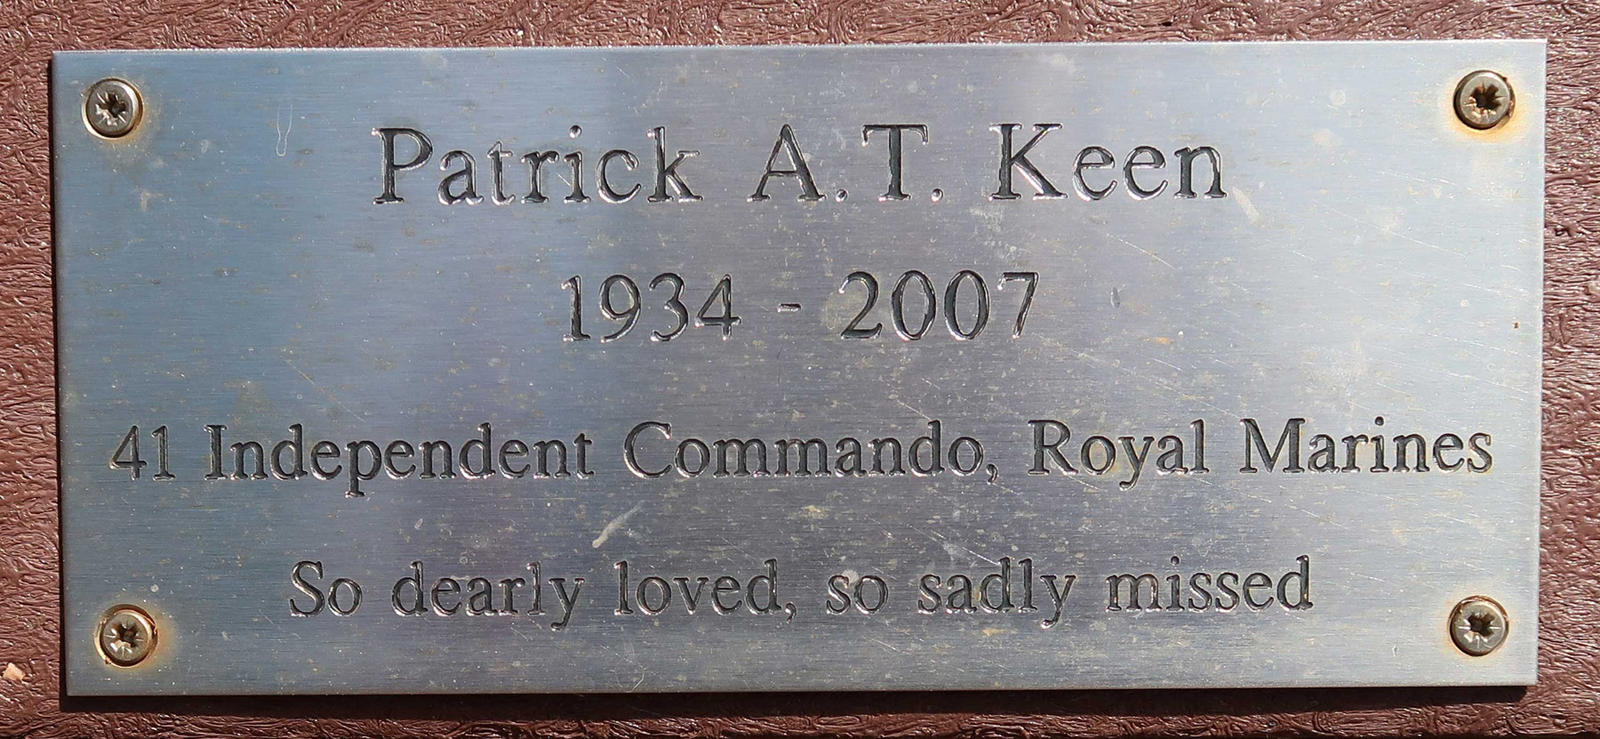 Patrick A.T. Keen
1934 - 2007
41 Independent Commando, Royal Marines
So dearly loved, so sadly missed